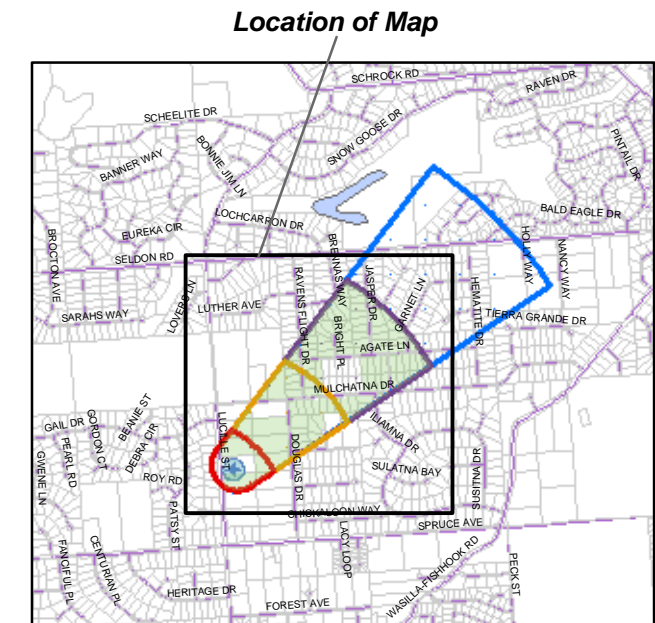 Location of Map
SCHROCK RD
RAVEN DR
SCHEELITE DR
SNOW GOOSE DR
PINTAIL DR
BANNER WAY
BONNIE JIM LN
LOCHCARRON DR
BALD EAGLE DR
EUREKA CIR
BROCTON AVE
BRENNAS WAY
HOLLY WAY
NANCY WAY
SELDON RD
JASPER DR
RAVENS FLIGHT DR
GARNET LN
HEMATITE DR
LOVERS LN
LUTHER AVE
SARAHS WAY
BRIGHT PL
TIERRA GRANDE DR
AGATE LN
MULCHATNA DR
BEANIE ST
GAIL DR
GORDON CT
LUCILLE ST
ILIAMNA DR
DEBRA CIR
PEARL RD
DOUGLAS DR
GWENE LN
SULATNA BAY
SUSITNA DR
ROY RD
PATSY ST
CHISKALOON WAY
SPRUCE AVE
LACY LOOP
FANCIFUL PL
CENTURIAN PL
WASILLA-FISHHOOK RD
PECK ST
HERITAGE DR
FOREST AVE